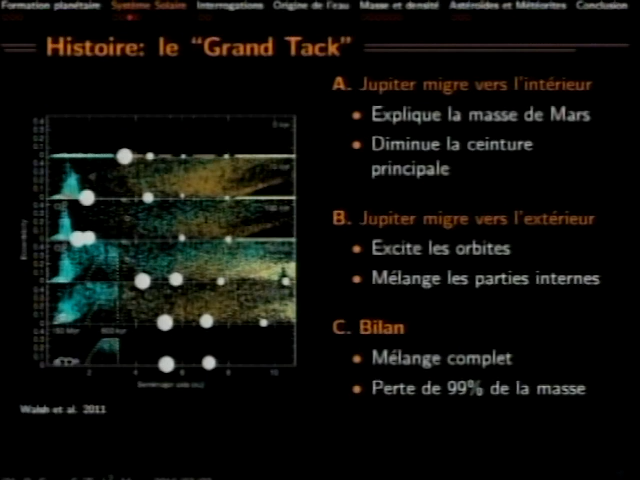 Formation planétaire Système Solaire Interrogations Origine de l'eau Masse et densité Astéroïdes et Météorites Conclusion
Histoire: le “Grand Tack”
A. Jupiter migre vers l'intérieur
Explique la masse de Mars
Diminue la ceinture
principale
B. Jupiter migre vers l'extérieur
Excite les orbites
Mélange les parties internes
C. Bilan
Mélange complet
Perte de 99% de la masse
Walsh et al. 2011